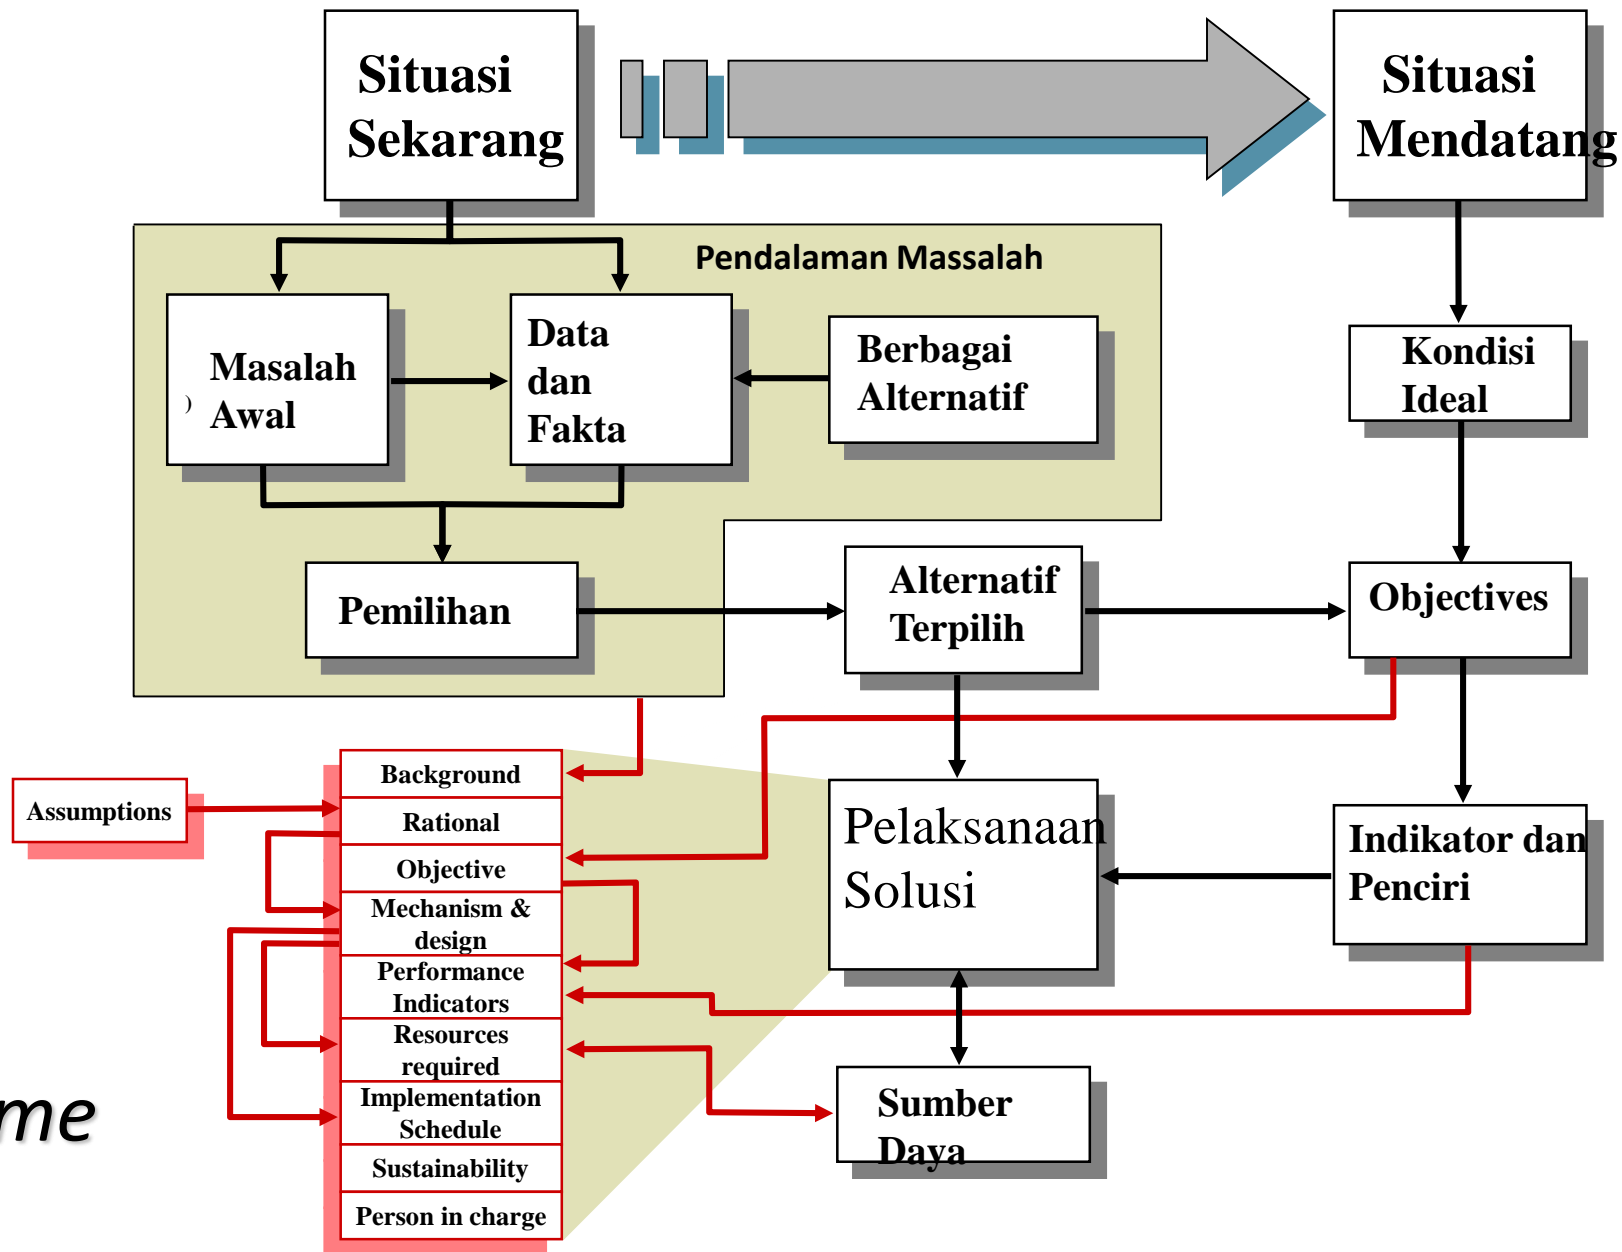 Situasi
Sekarang
Situasi
Mendatang
Pendalaman Massalah
Masalah
) Awal
Data
dan
Fakta
Berbagai
Alternatif
Kondisi
Ideal
Pemilihan
Alternatif
Terpilih
Objectives
Assumptions
Background
Rational
Objective
Mechanism &
design
Performance
Indicators
Resources
required
Implementation
Schedule
Sustainability
Person in charge
Pelaksanaan
Solusi
Indikator dan
Penciri
Sumber
Daya
me